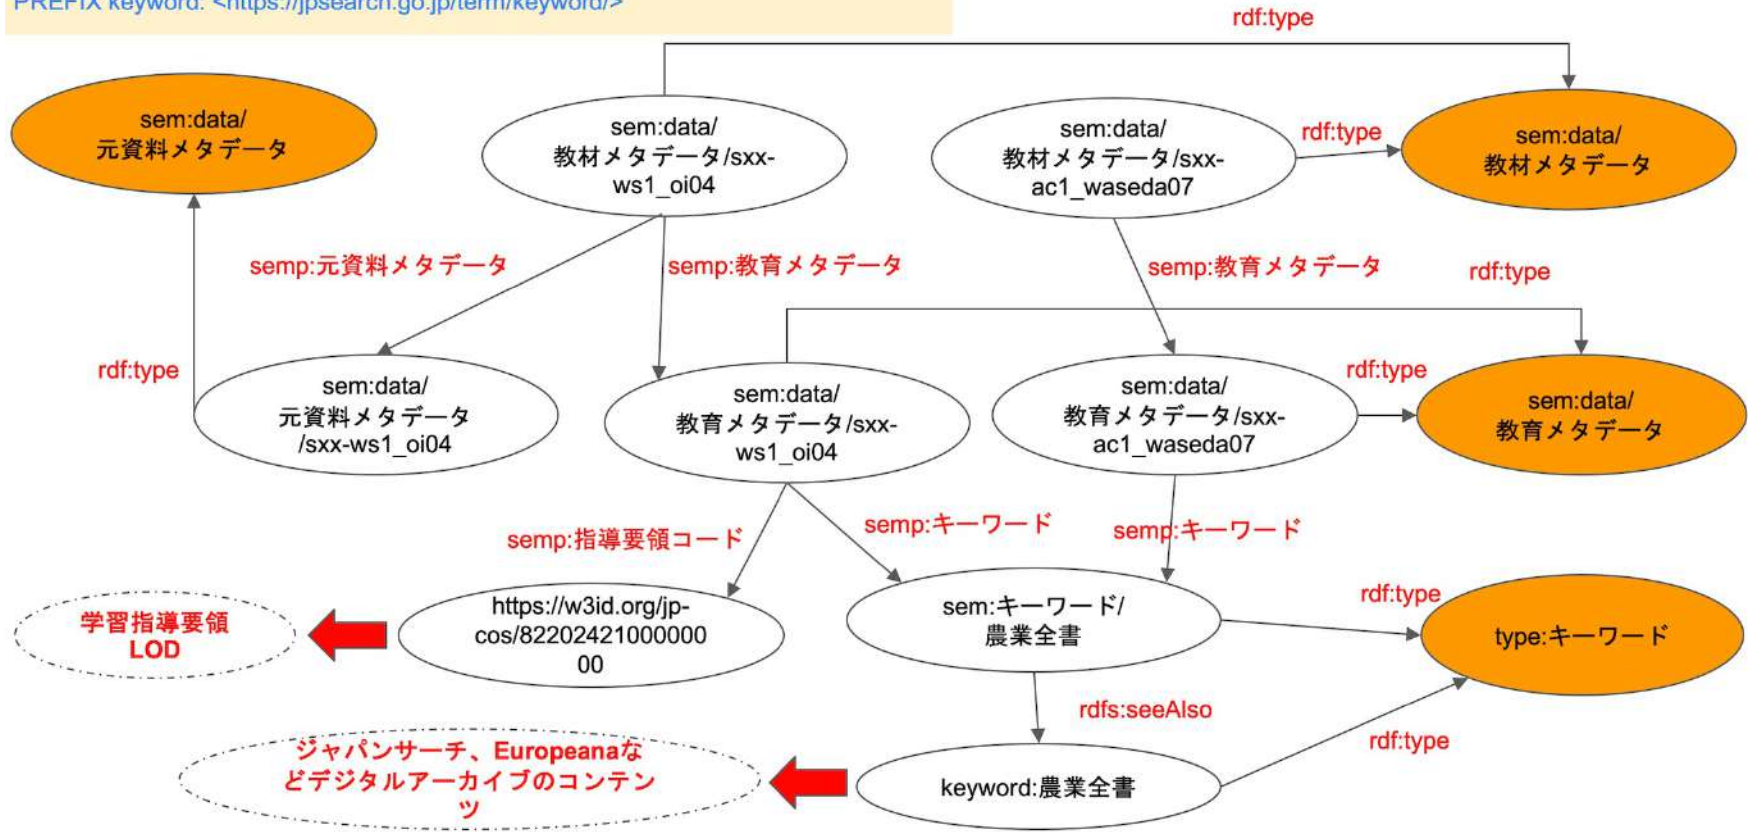 PREFIX keyword: <https://jpsearch.go.jp/term/keyword/>
rdf:type
sem:data/
元資料メタデータ
sem:data/
教材メタデータ/sxx-
ws1_oi04
sem:data/
教材メタデータ/sxx-
ac1_waseda07
rdf:type
sem:data/
教材メタデータ
semp:元資料メタデータ
semp:教育メタデータ
semp:教育メタデータ
rdf:type
rdf:type
sem:data/
元資料メタデータ
/sxx-ws1_oi04
sem:data/
教育メタデータ/sxx-
ws1_oi04
sem:data/
教育メタデータ/sxx-
ac1_waseda07
rdf:type
sem:data/
教育メタデータ
semp:指導要領コード
semp:キーワード
semp:キーワード
学習指導要領
LOD
https://w3id.org/jp-
cos/82202421000000
00
sem:キーワード/
農業全書
rdf:type
type:キーワード
rdfs:seeAlso
rdf:type
ジャパンサーチ、Europeanaな
どデジタルアーカイブのコンテン
ツ
keyword:農業全書